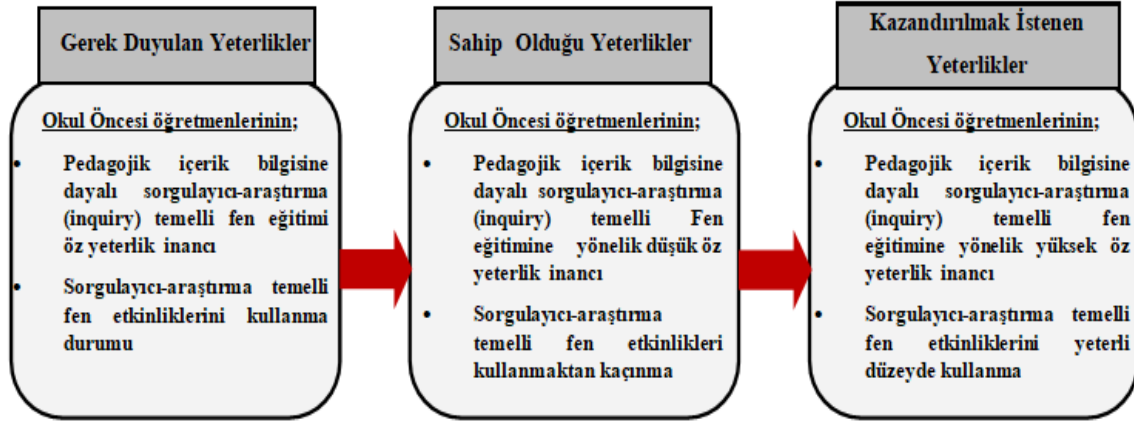 Gerek Duyulan Yeterlikler
Okul Öncesi öğretmenlerinin;
• Pedagojik içerik bilgisine
dayalı sorgulayıcı-araştırma
(inquiry) temelli fen eğitimi
öz yeterlik inancı
• Sorgulayıcı-araştırma temelli
fen etkinliklerini kullanma
durumu
Sahip Olduğu Yeterlikler
Okul Öncesi öğretmenlerinin;
• Pedagojik içerik bilgisine
dayalı sorgulayıcı-araştırma
(inquiry) temelli Fen
eğitimine yönelik düşük öz
yeterlik inancı
• Sorgulayıcı-araştırma
temelli fen etkinlikleri
kullanmaktan kaçınma
Kazandırılmak İstenen
Yeterlikler
Okul Öncesi öğretmenlerinin;
• Pedagojik içerik bilgisine
dayalı sorgulayıcı-araştırma
(inquiry) temelli fen
eğitimine yönelik yüksek öz
yeterlik inancı
• Sorgulayıcı-araştırma temelli
fen etkinliklerini yeterli
düzeyde kullanma